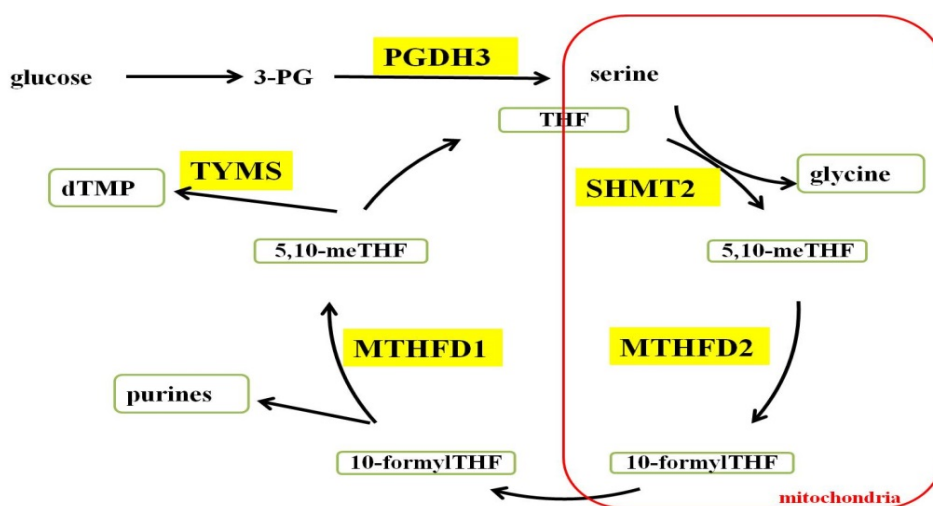 PGDH3
glucose
3-PG
serine
THF
TYMS
dTMP
SHMT2
glycine
5,10-meTHF
5,10-meTHF
MTHFD1
MTHFD2
purines
10-formylTHF
10-formylTHF
mitochondria